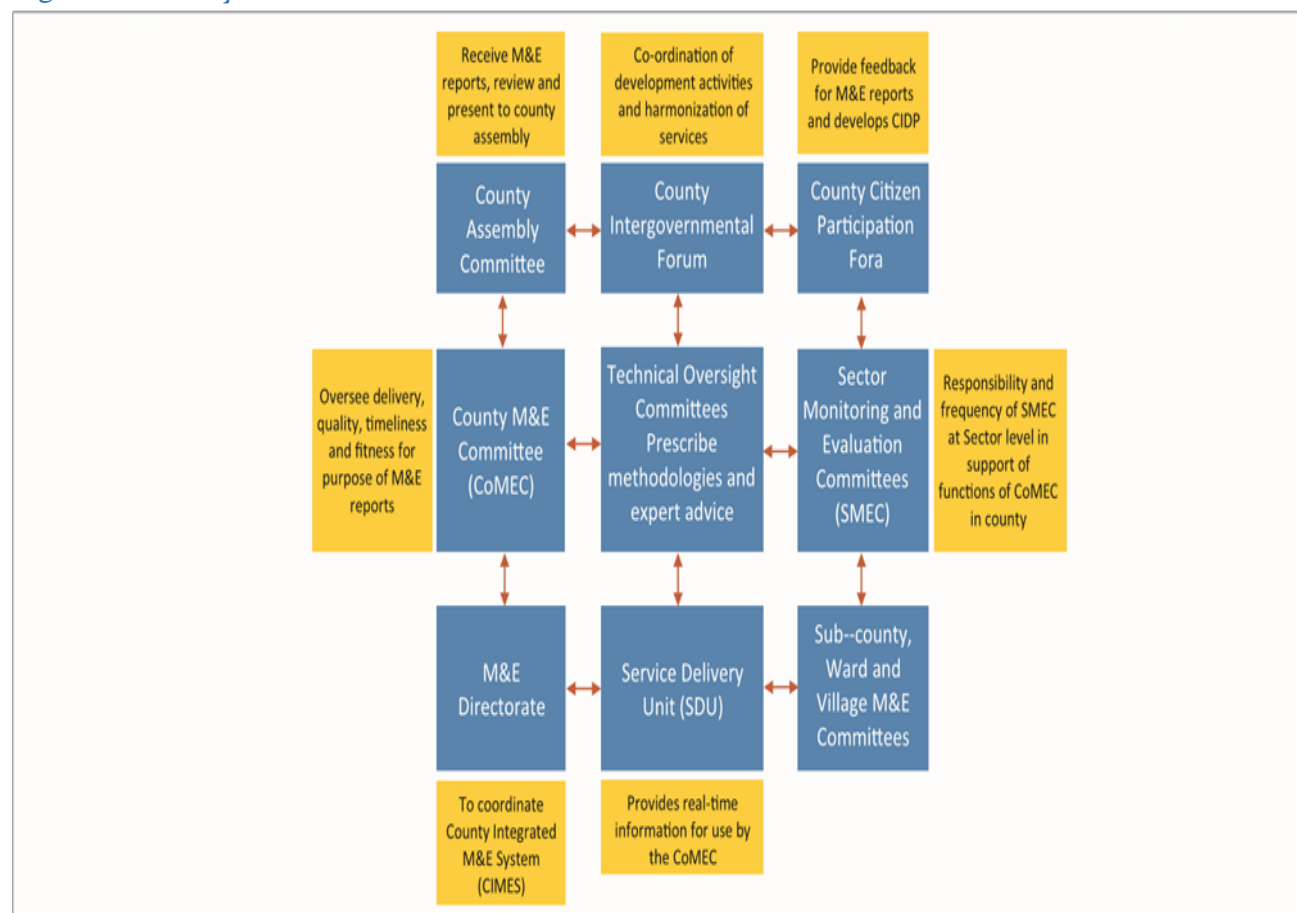 Receive M&E
reports, review and
present to county
assembly
Co-ordination of
development activities
and harmonization of
services
Provide feedback
for M&E reports
and develops CIDP
County
Assembly
Committee
County
Intergovernmental
Forum
County Citizen
Participation
Fora
Oversee delivery,
quality, timeliness
and fitness for
purpose of M&E
reports
County M&E
Committee
(CoMEC)
Technical Oversight
Committees
Prescribe
methodologies and
expert advice
Sector
Monitoring and
Evaluation
Committees
(SMEC)
Responsibility and
frequency of SMEC
at Sector level in
support of
functions of CoMEC
in county
M&E
Directorate
Service Delivery
Unit (SDU)
Sub--county,
Ward and
Village M&E
Committees
To coordinate
County Integrated
M&E System
(CIMES)
Provides real-time
information for use by
the CoMEC